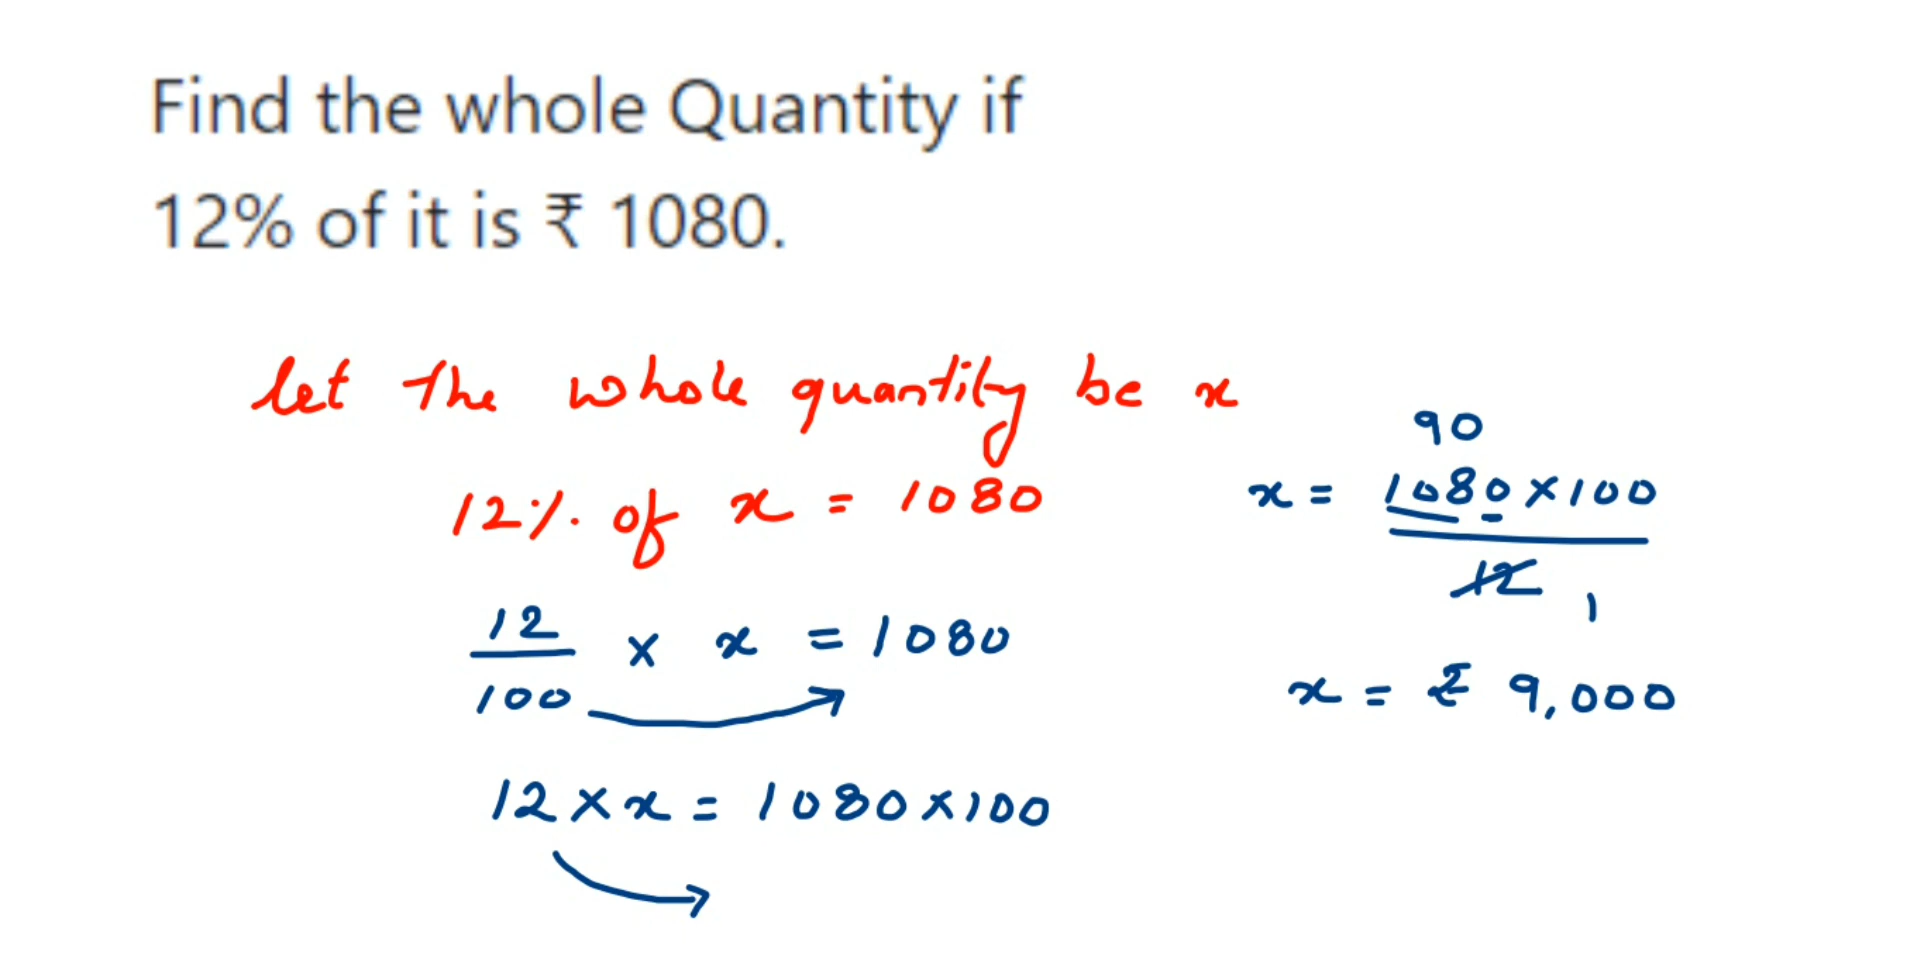 Find the whole Quantity if
12% of it is ₹ 1080.
let the whole quantity be x
12% of x = 1080
12/100 × x = 1080
12 × x = 1080 × 100
90
x = 1080 × 100
12 1
x = ₹ 9,000